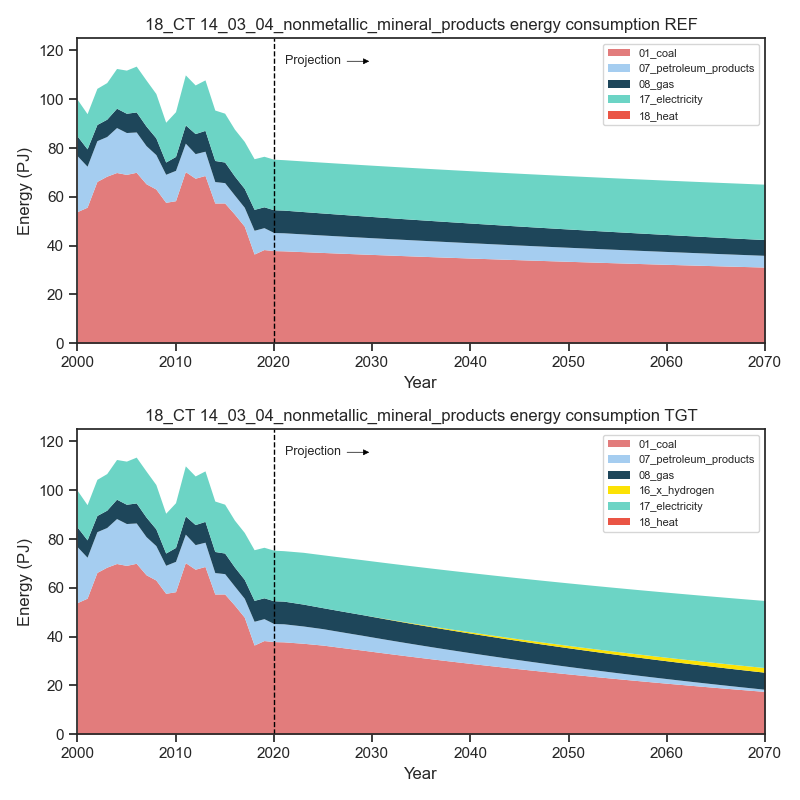 18_CT 14_03_04_nonmetallic_mineral_products energy consumption REF
120
100
80
60
40
20
0
Energy (PJ)
Projection
01_coal
07_petroleum_products
08_gas
17_electricity
18_heat
2000 2010 2020 2030 2040 2050 2060 2070
Year
18_CT 14_03_04_nonmetallic_mineral_products energy consumption TGT
120
100
80
60
40
20
0
Energy (PJ)
Projection
01_coal
07_petroleum_products
08_gas
16_x_hydrogen
17_electricity
18_heat
2000 2010 2020 2030 2040 2050 2060 2070
Year